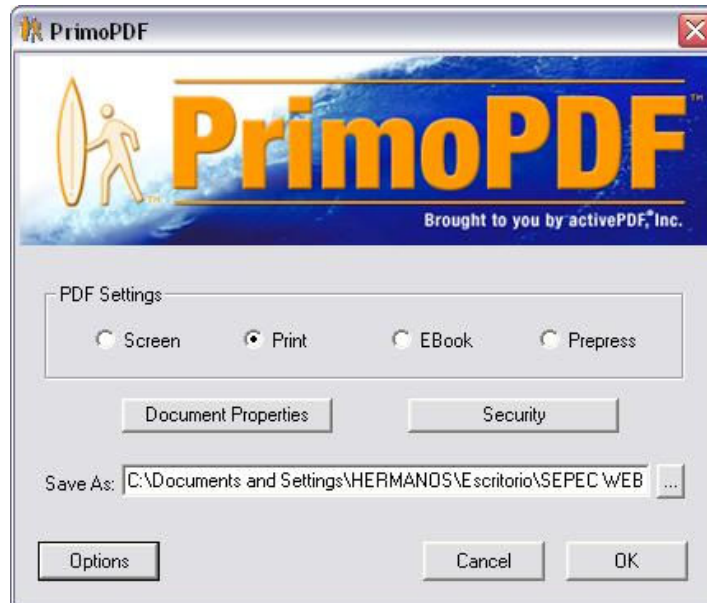 PrimoPDF
PrimoPDF™
™
Brought to you by activePDF,® Inc.
PDF Settings
Screen Print EBook Prepress
Document Properties Security
Save As: C:\Documents and Settings\HERMANOS\Escritorio\SEPEC WEB ...
Options Cancel OK